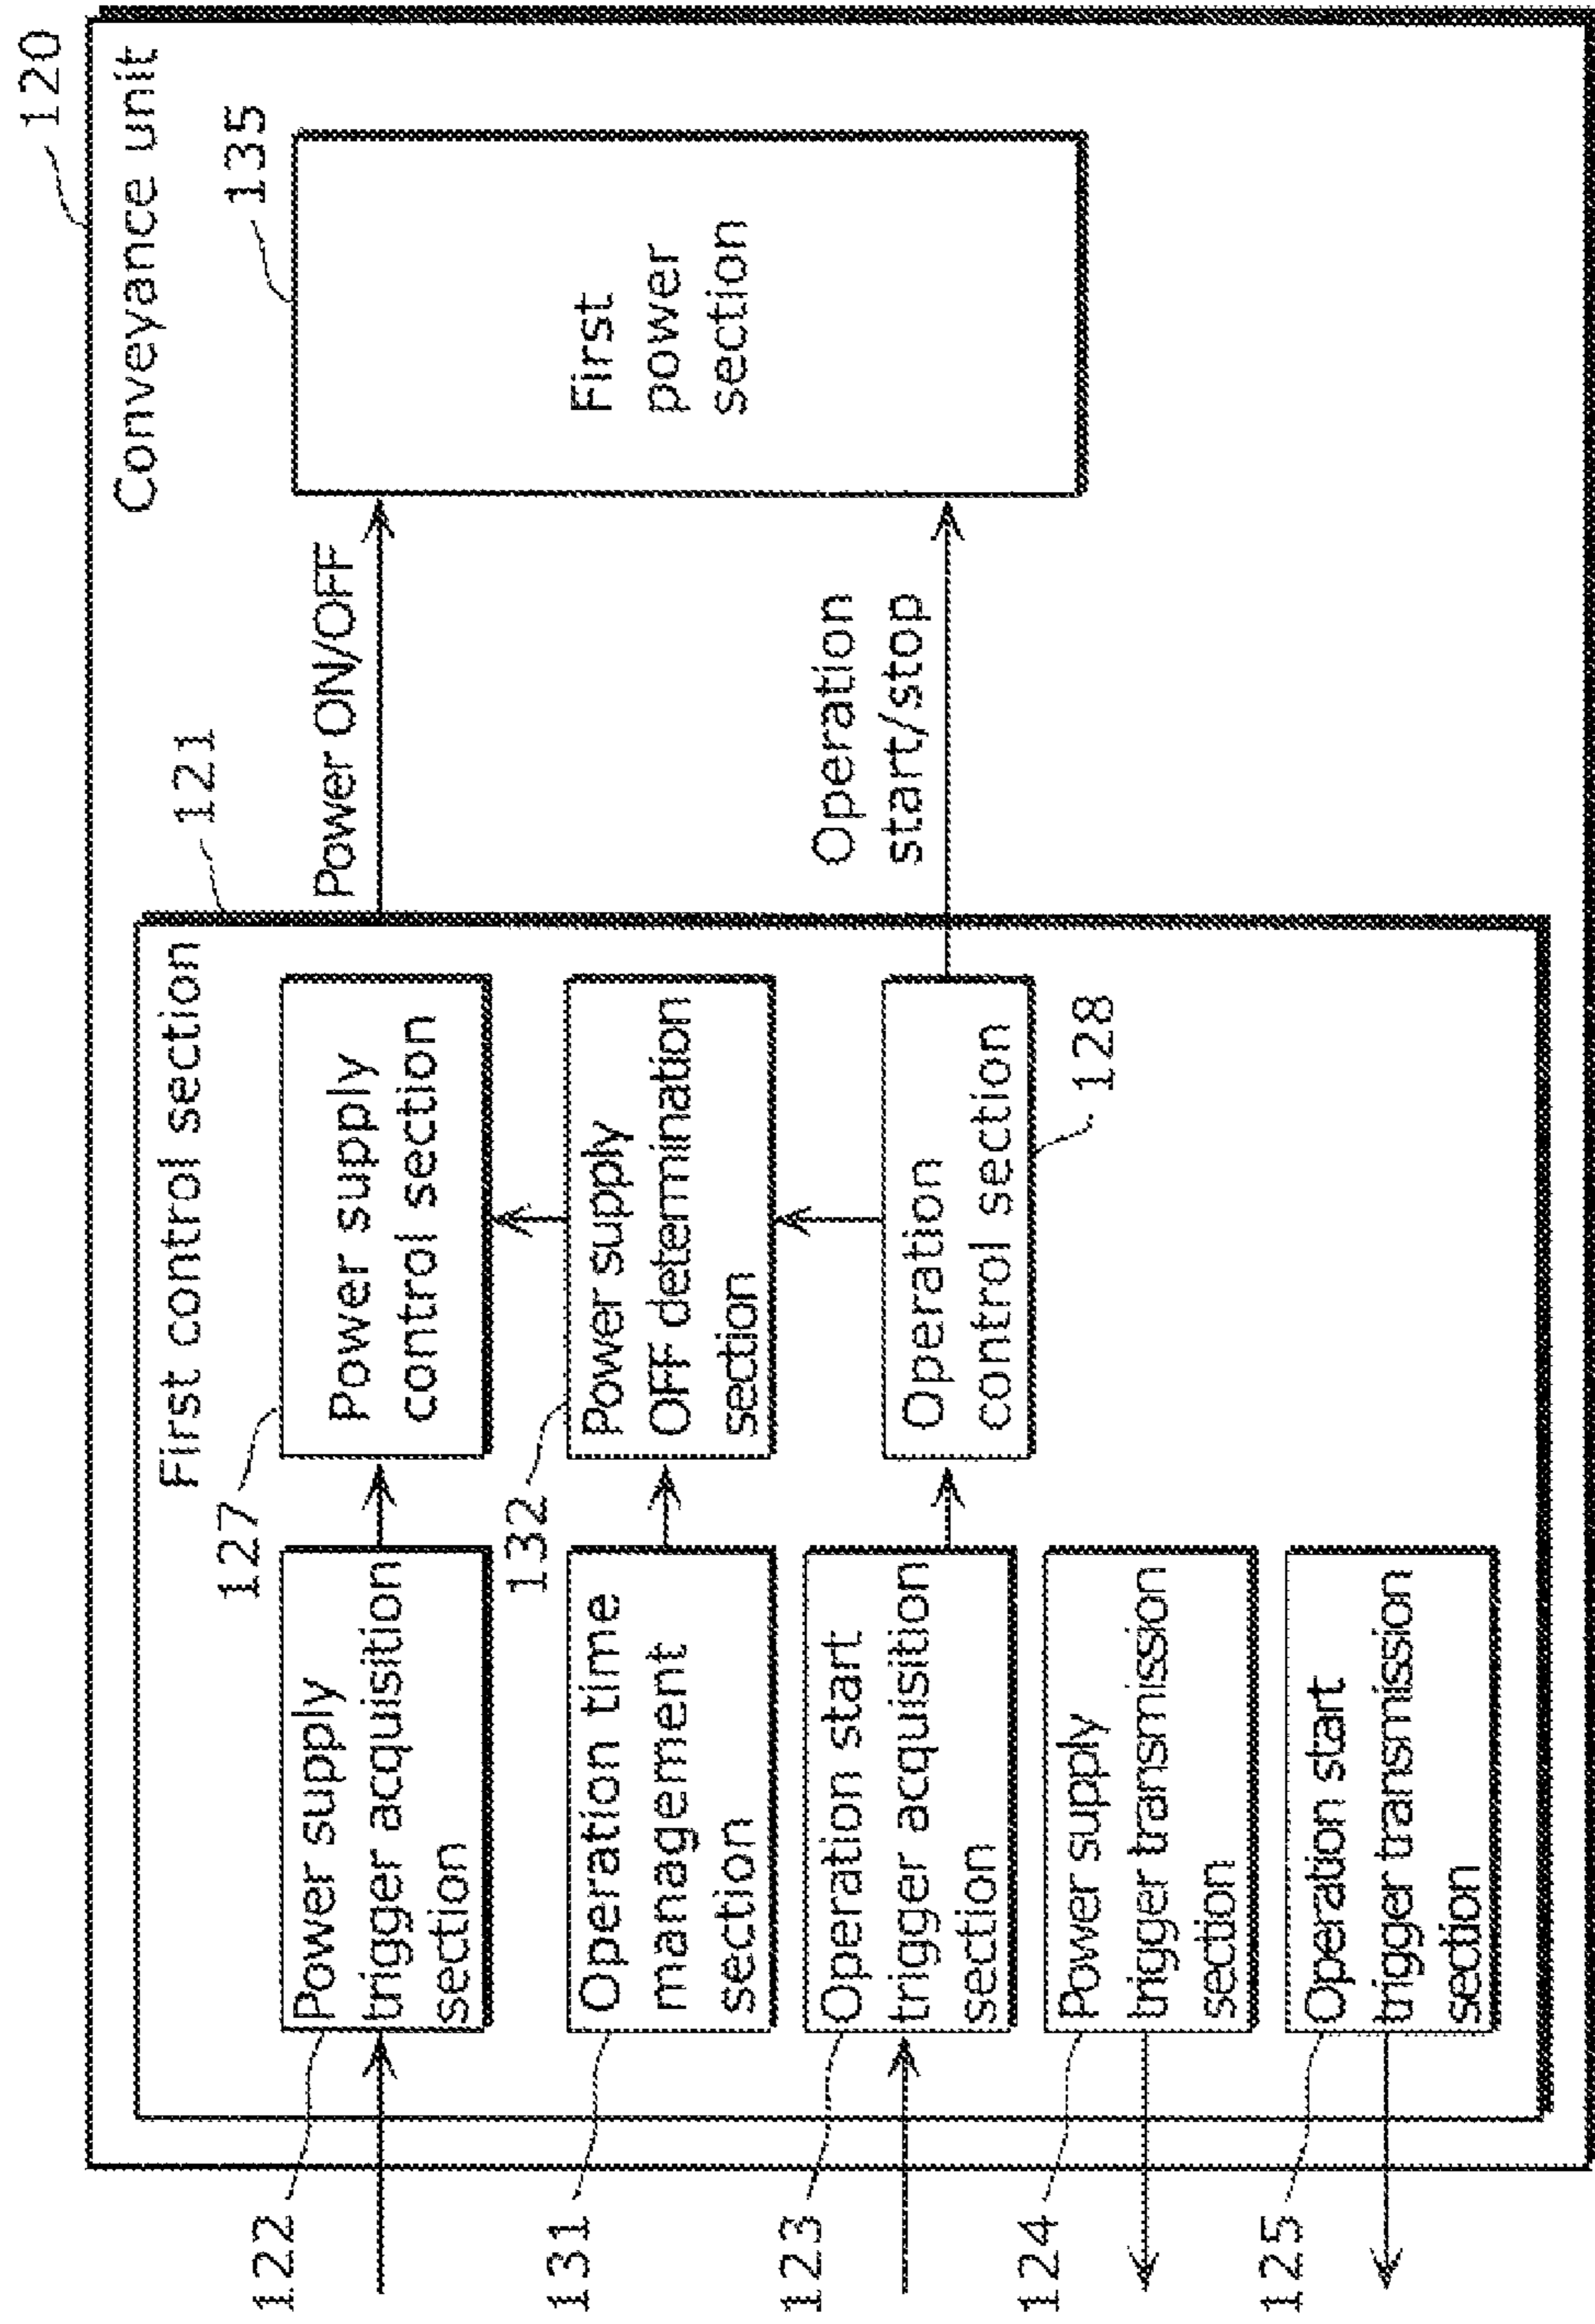 120
Conveyance unit
121
First control section
122
Power supply
trigger acquisition
section
127
Power supply
control section
Power ON/OFF
135
First
power
section
131
Operation time
management
section
132
Power supply
OFF determination
section
123
Operation start
trigger acquisition
section
Operation
control section
128
Operation
start/stop
124
Power supply
trigger transmission
section
125
Operation start
trigger transmission
section